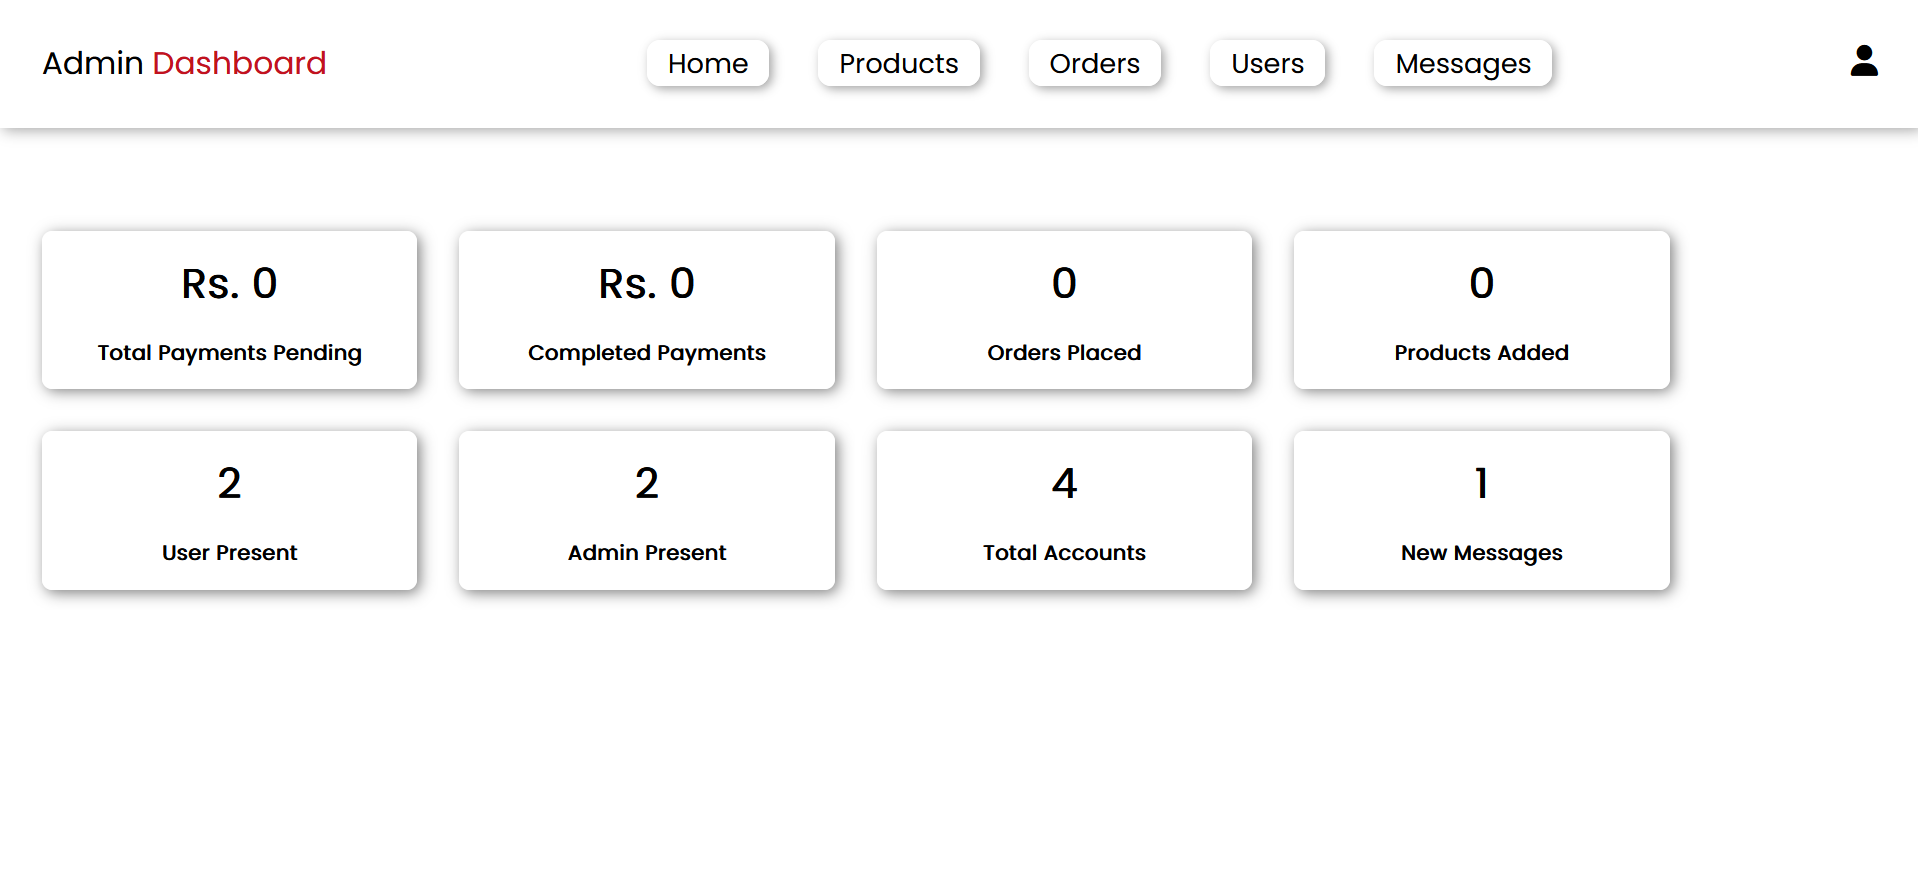 Admin Dashboard
Home Products Orders Users Messages
Rs. 0
Total Payments Pending
Rs. 0
Completed Payments
0
Orders Placed
0
Products Added
2
User Present
2
Admin Present
4
Total Accounts
1
New Messages